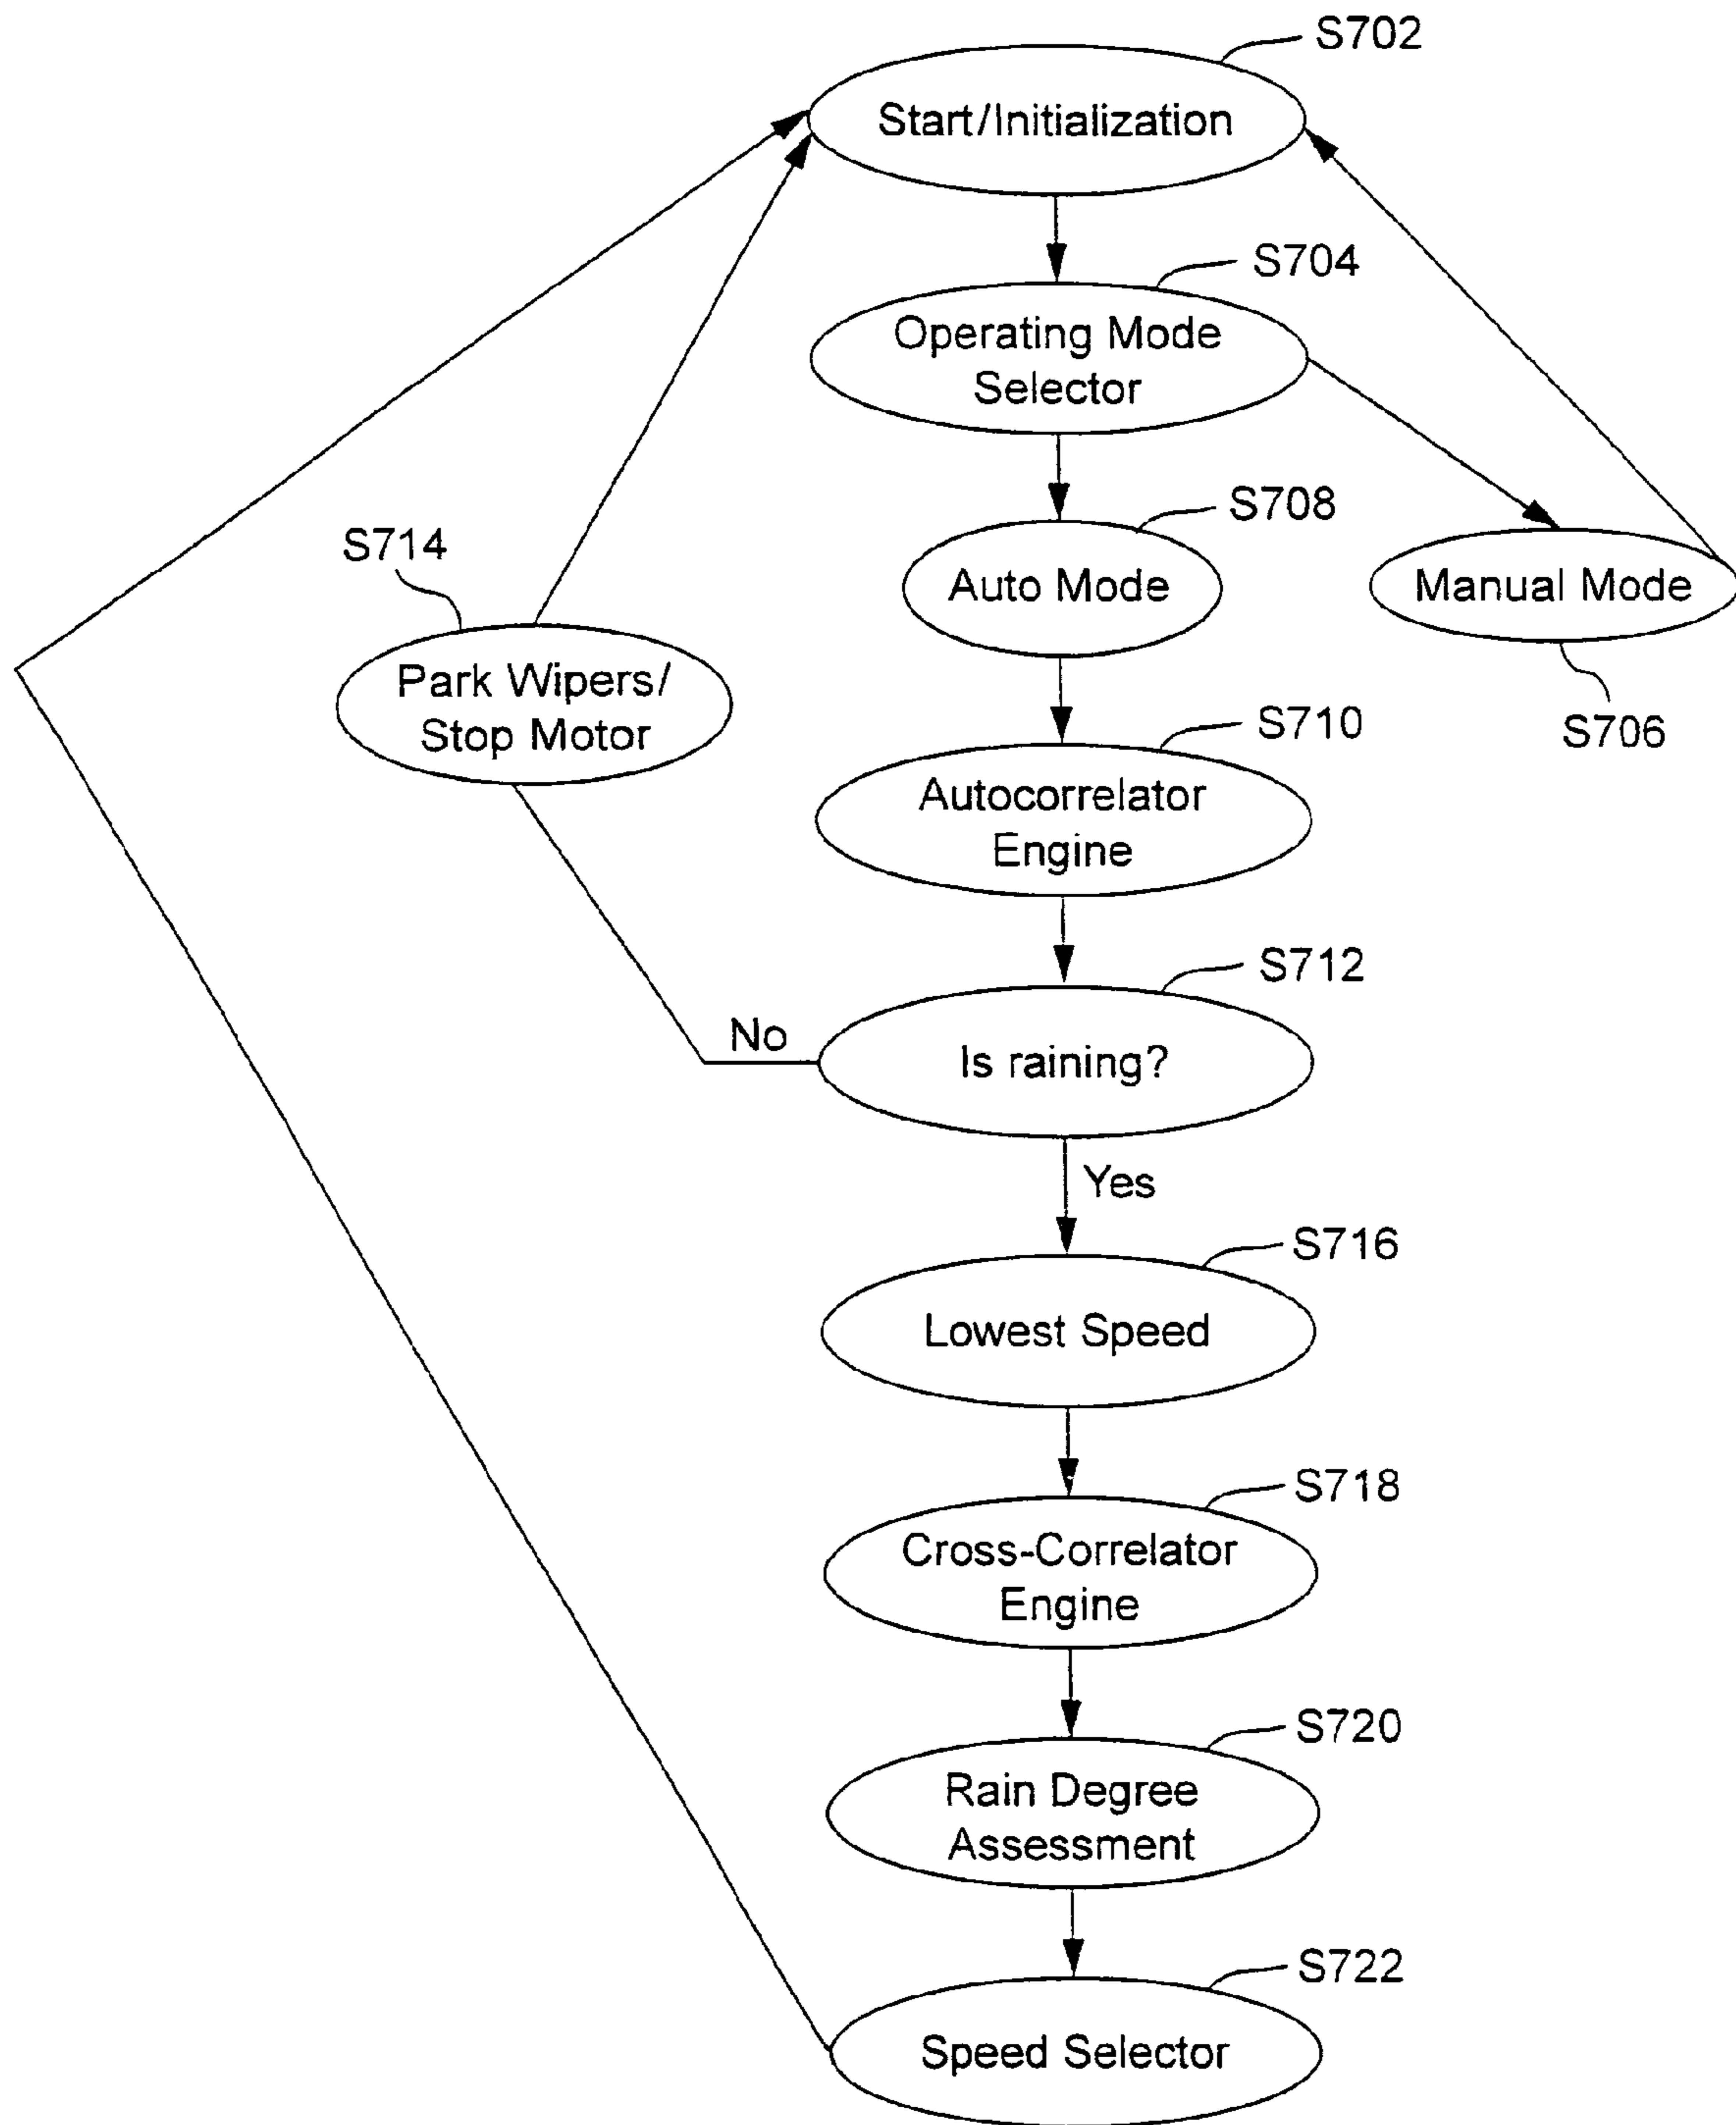 S702
Start/Initialization
S704
Operating Mode
Selector
S708
Auto Mode
Manual Mode
S706
S714
Park Wipers/
Stop Motor
S710
Autocorrelator
Engine
S712
Is raining?
No
Yes
S716
Lowest Speed
S718
Cross-Correlator
Engine
S720
Rain Degree
Assessment
S722
Speed Selector